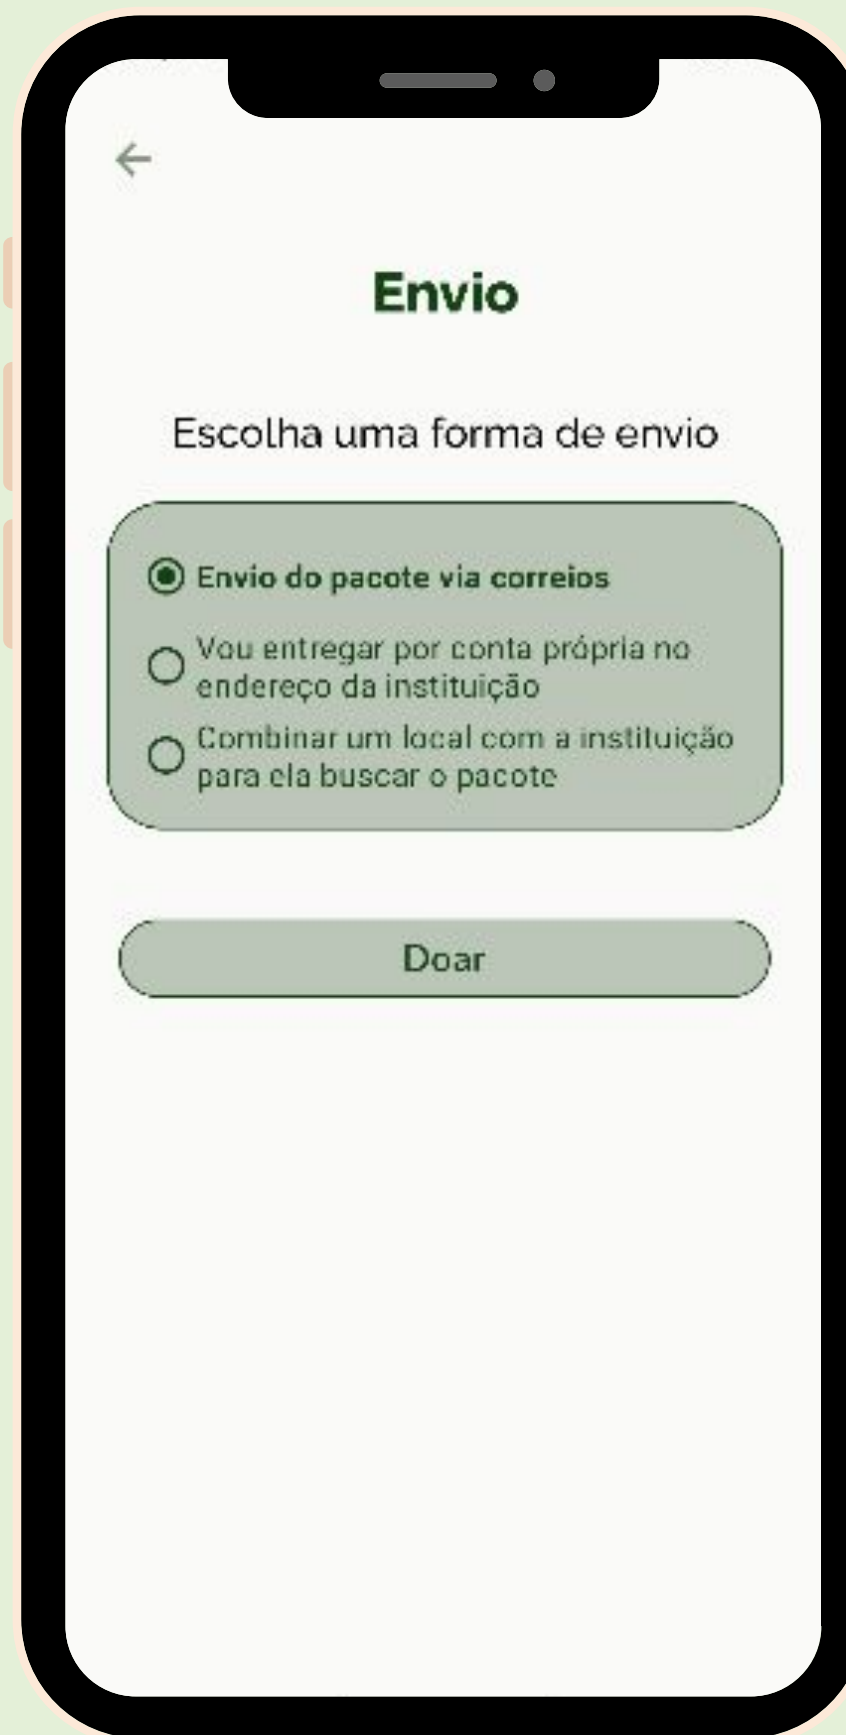 Envio
Escolha uma forma de envio
Envio do pacote via correios
Vou entregar por conta própria no
endereço da instituição
Combinar um local com a instituição
para ela buscar o pacote
Doar